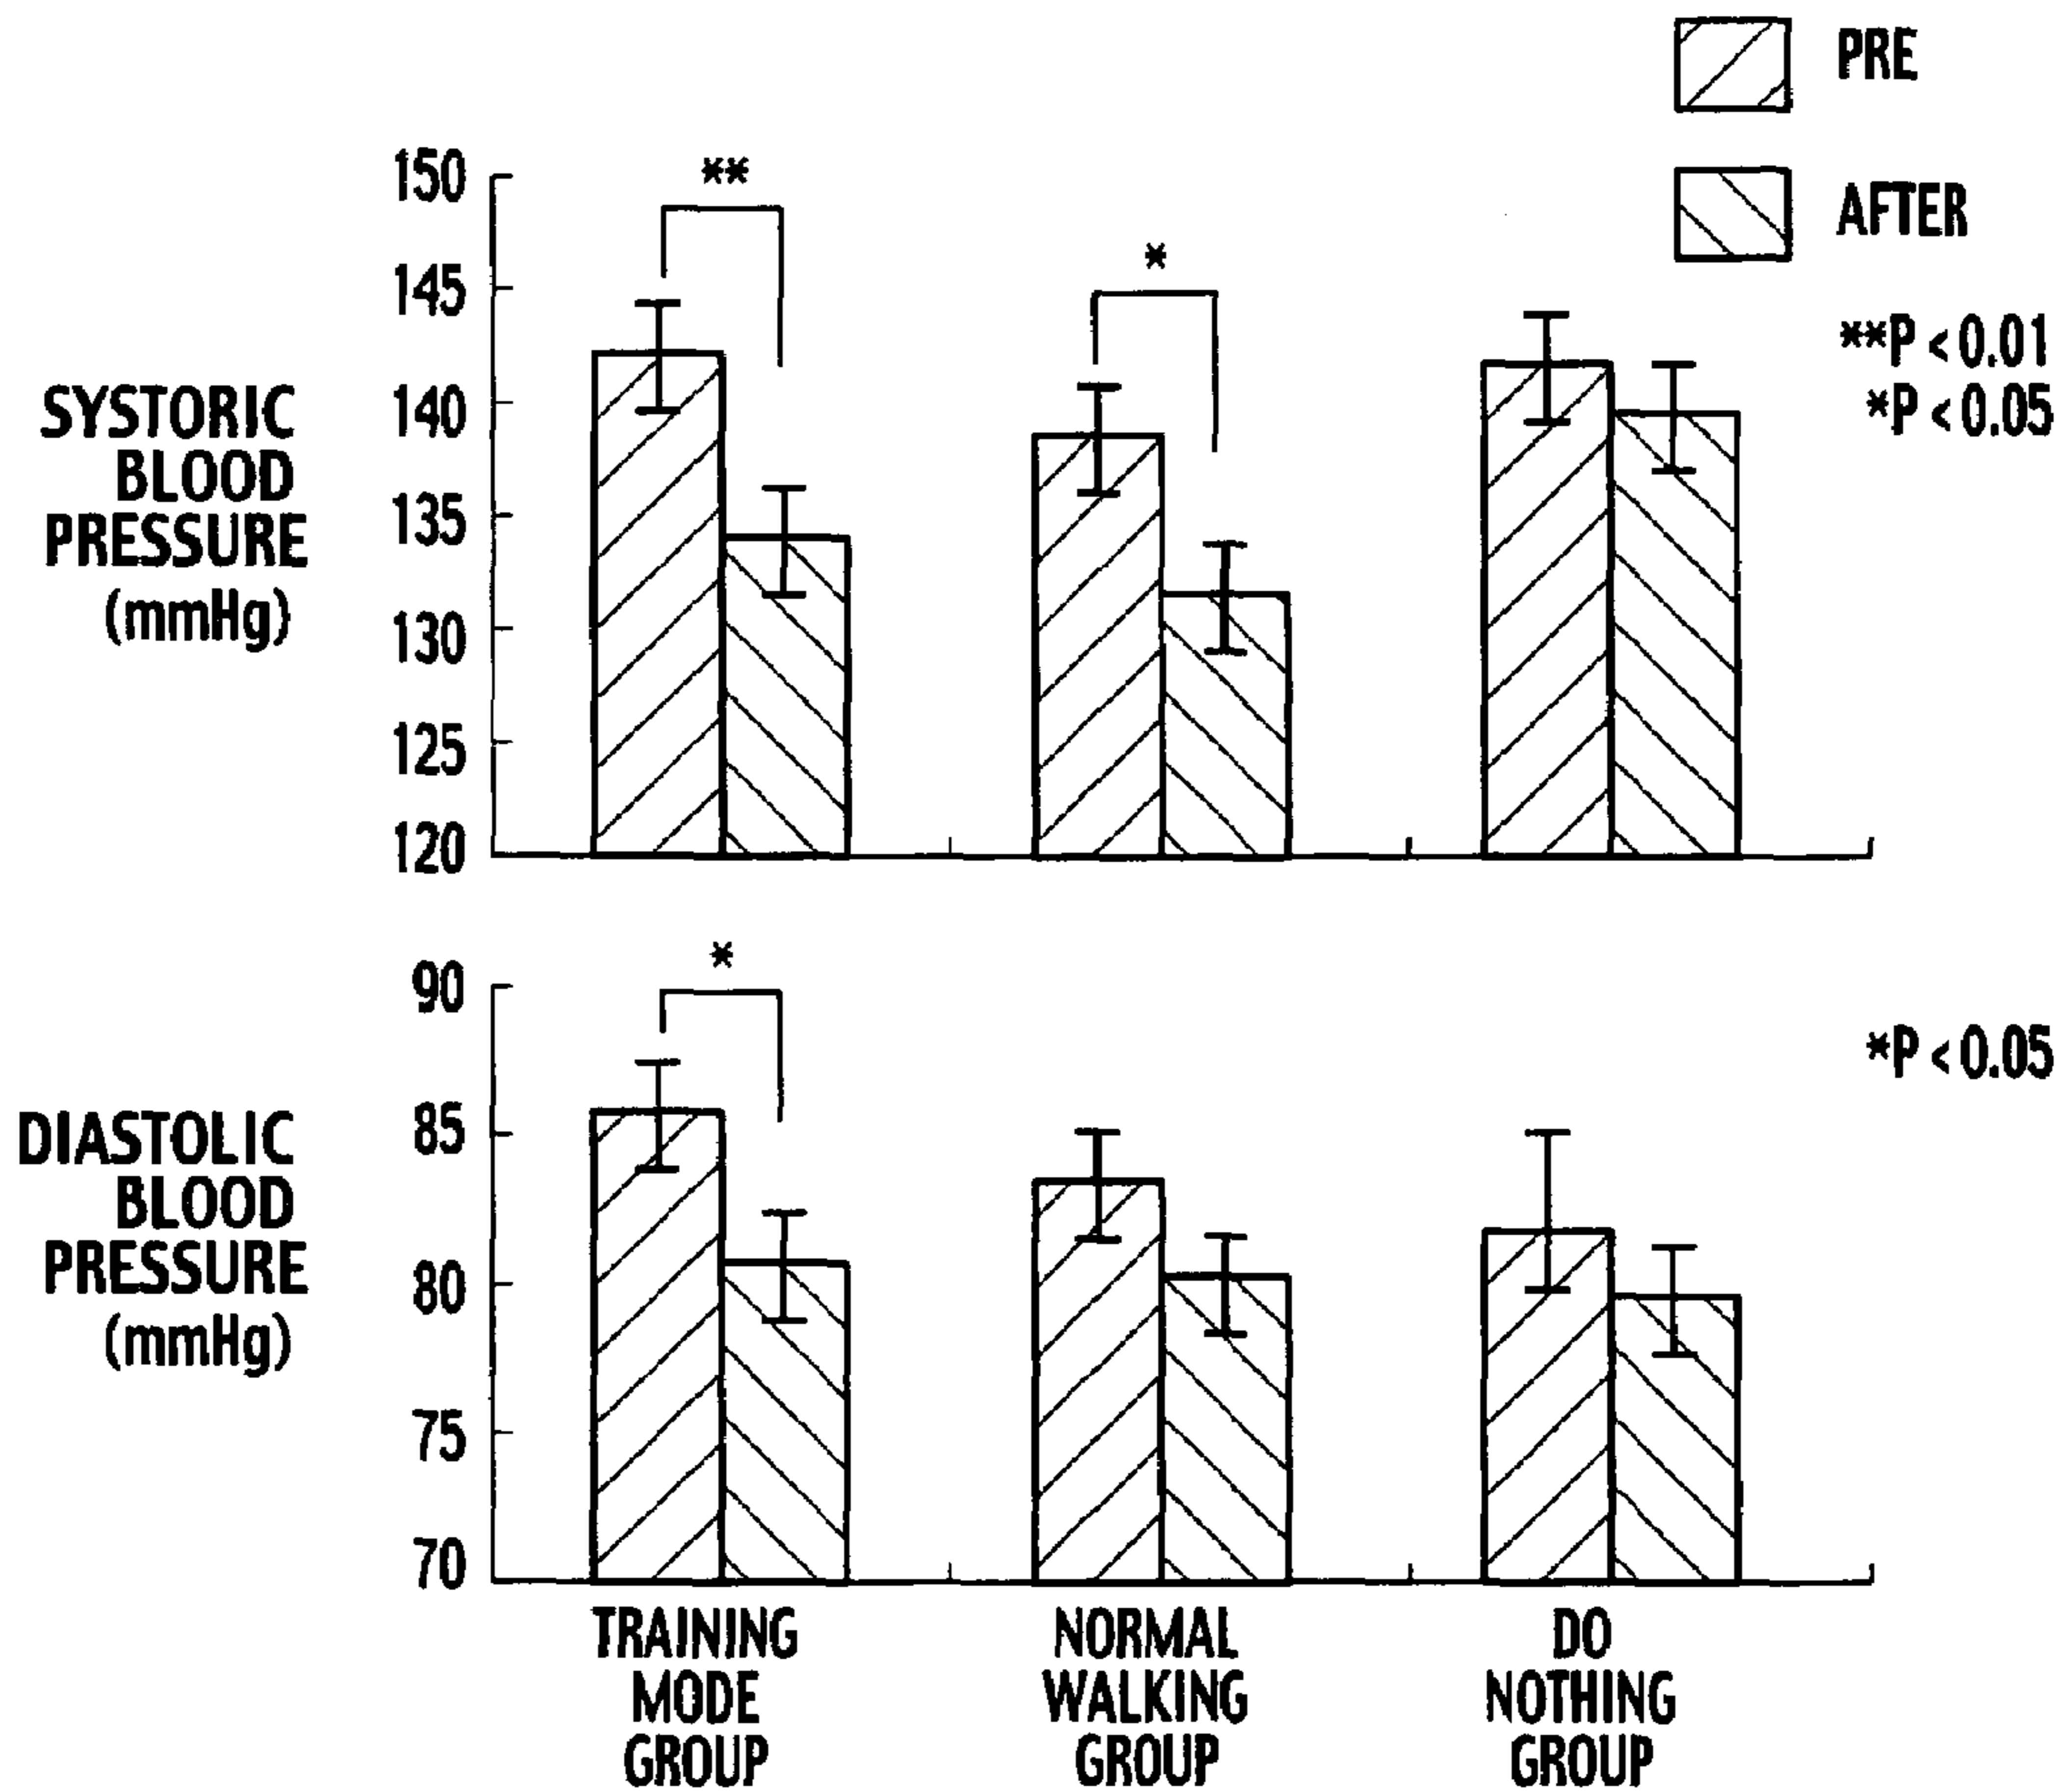 PRE
AFTER
**P < 0.01
*P < 0.05
**
*
SYSTORIC
BLOOD
PRESSURE
(mmHg)
150
145
140
135
130
125
120
*
*P < 0.05
DIASTOLIC
BLOOD
PRESSURE
(mmHg)
90
85
80
75
70
TRAINING
MODE
GROUP
NORMAL
WALKING
GROUP
DO
NOTHING
GROUP